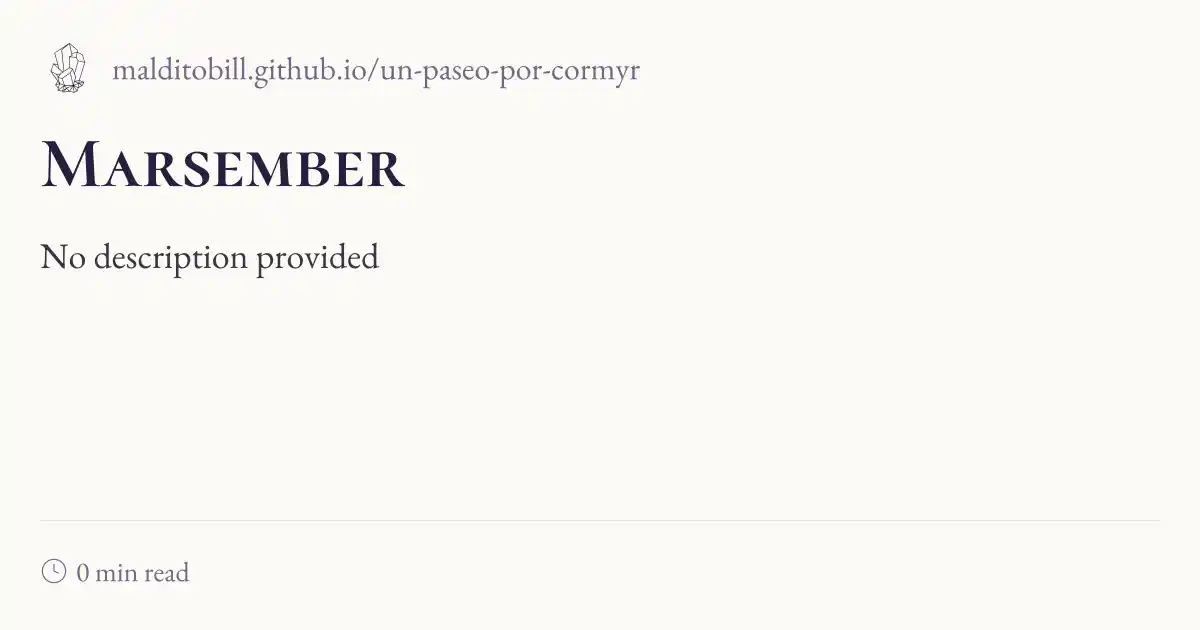 malditobill.github.io/un-paseo-por-cormyr
Marsember
No description provided
0 min read